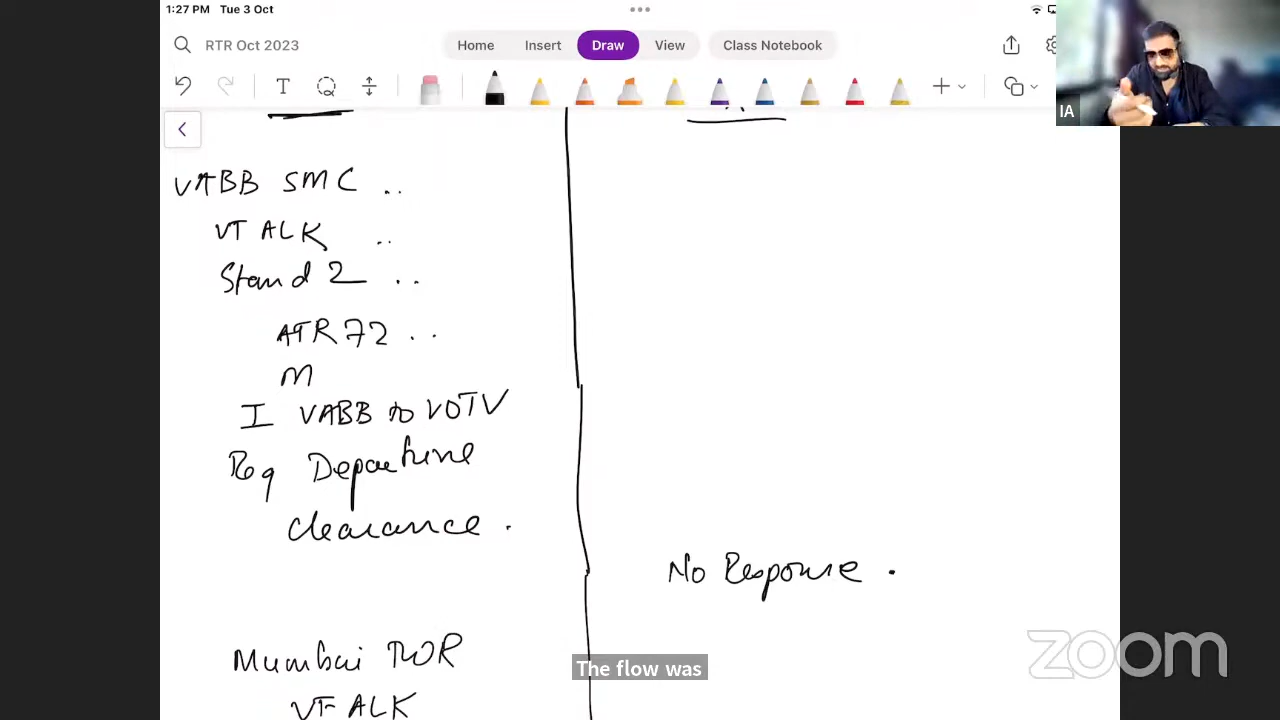 1:27 PM Tue 3 Oct
RTR Oct 2023
Home Insert Draw View Class Notebook
IA
VABB SMC ..
VT ALK ..
Stand 2 ..
ATR 72 ..
M
I VABB to VOTV
Req Departure
Clearance .
No Response .
Mumbai TWR
VT ALK
The flow was
zoom